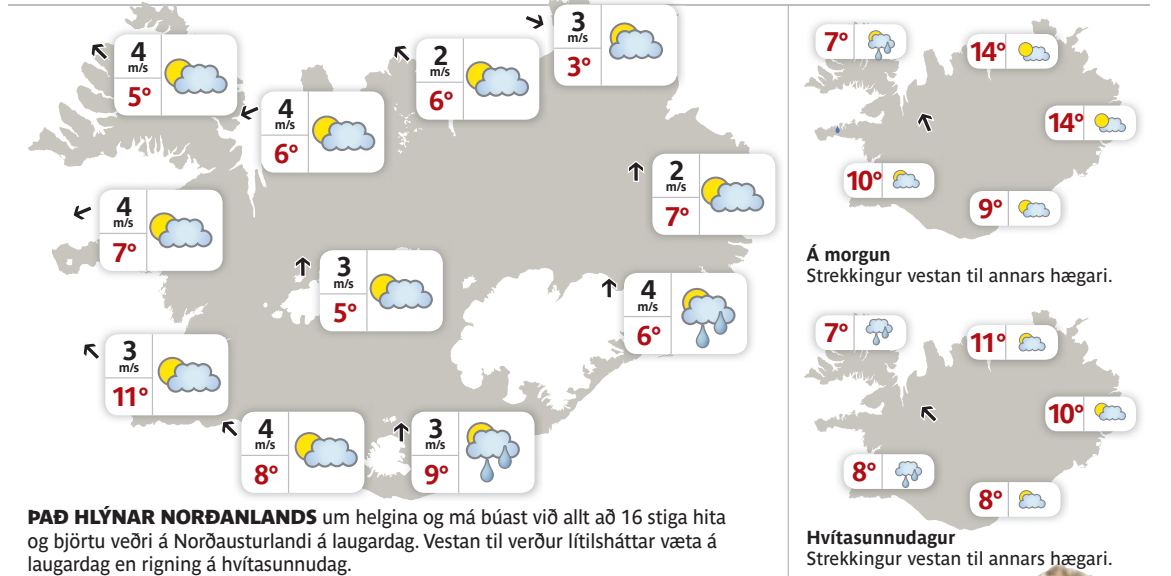 4
m/s
5°
4
m/s
6°
2
m/s
6°
3
m/s
3°
4
m/s
7°
2
m/s
7°
3
m/s
5°
4
m/s
6°
3
m/s
11°
4
m/s
8°
3
m/s
9°
ÞAÐ HLÝNAR NORÐANLANDS um helgina og má búast við allt að 16 stiga hita
og björtu veðri á Norðausturlandi á laugardag. Vestan til verður lítilsháttar væta á
laugardag en rigning á hvítasunnudag.
7°
14°
14°
10°
9°
Á morgun
Strekkingur vestan til annars hægari.
7°
11°
10°
8°
8°
Hvítasunnudagur
Strekkingur vestan til annars hægari.